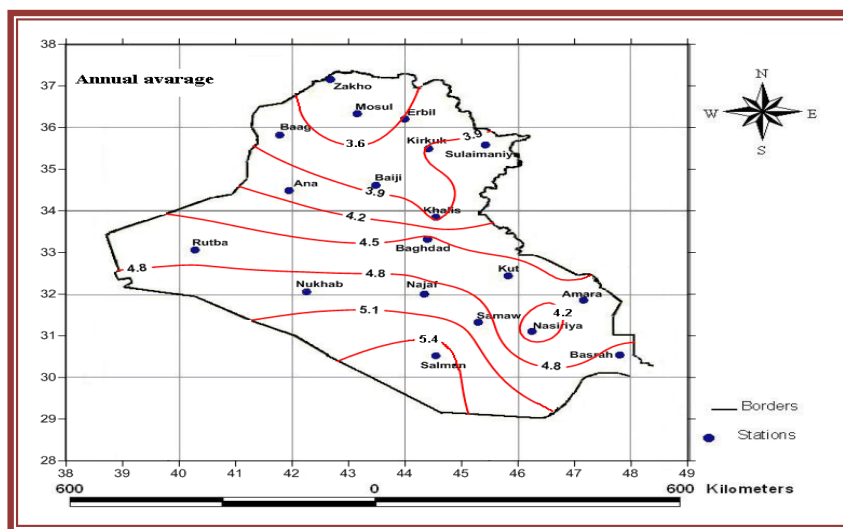 Annual avarage
38
37
36
35
34
33
32
31
30
29
28
38
39
40
41
42
43
44
45
46
47
48
49
Zakho
Mosul
Erbil
Baag
3.6
Kirkuk
3.9
Sulaimaniya
Ana
Baiji
3.9
4.2
Khalis
Rutba
4.5
Baghdad
4.8
Nukhab
4.8
Najaf
Kut
Amara
5.1
Samaw
4.2
Nasiriya
5.4
Salman
4.8
Basrah
N
W
E
S
Borders
Stations
600
0
600
Kilometers